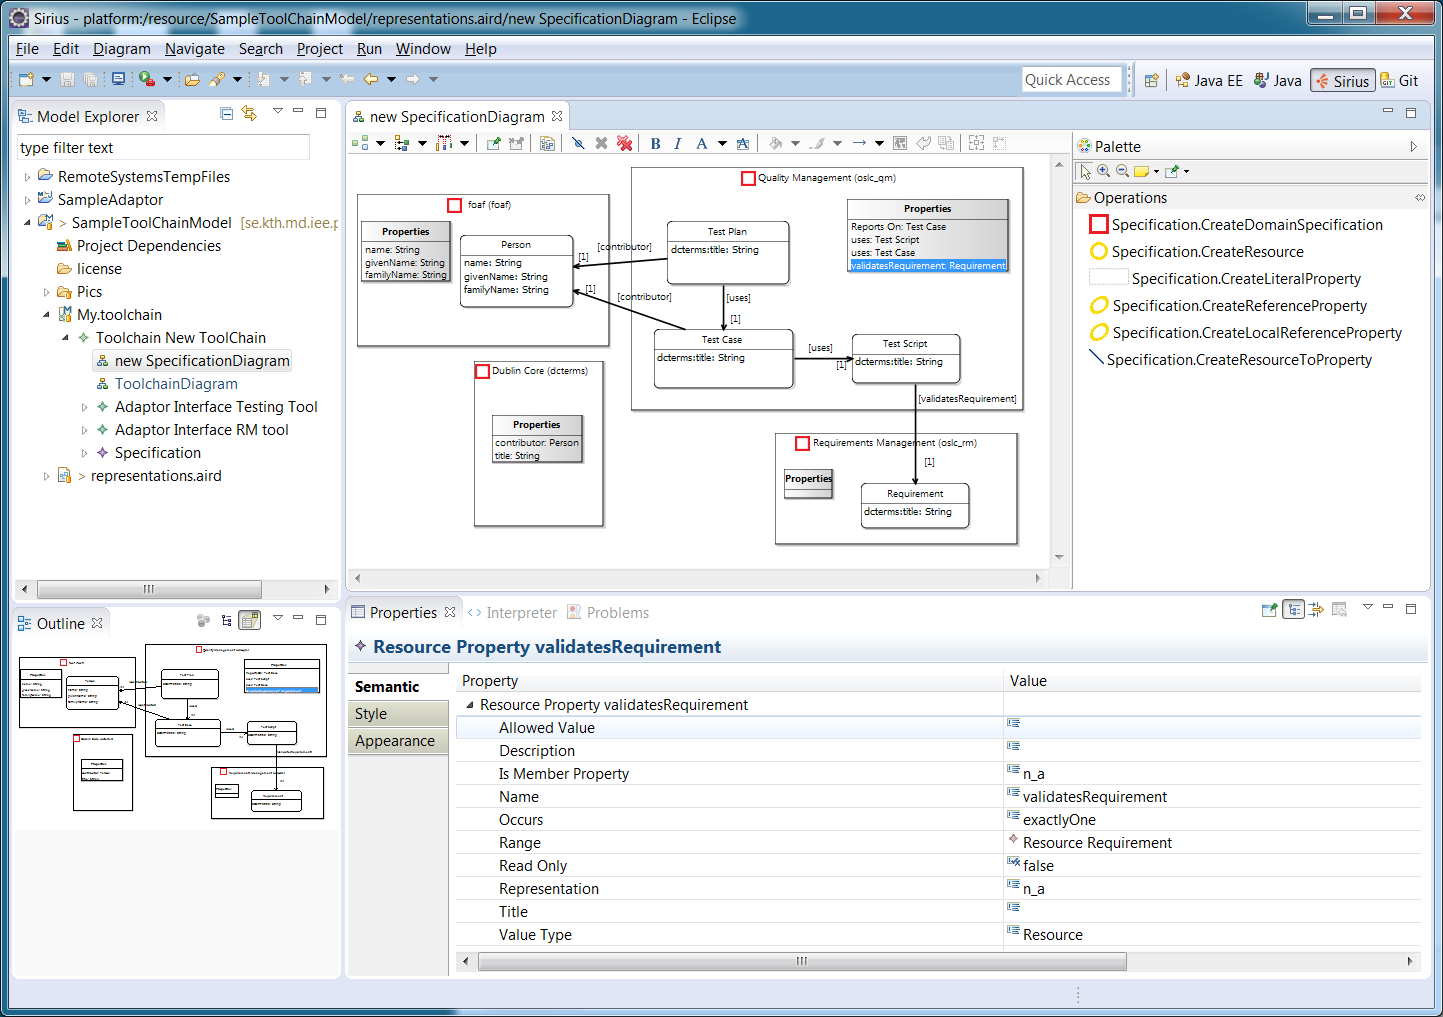 Sirius - platform:/resource/SampleToolChainModel/representations.aird/new SpecificationDiagram - Eclipse
File Edit Diagram Navigate Search Project Run Window Help
Quick Access
Java EE Java Sirius Git
Model Explorer
type filter text
RemoteSystemsTempFiles
SampleAdaptor
> SampleToolChainModel [se.kth.md.iee.p
Project Dependencies
license
Pics
My.toolchain
Toolchain New ToolChain
new SpecificationDiagram
ToolchainDiagram
Adaptor Interface Testing Tool
Adaptor Interface RM tool
Specification
> representations.aird
new SpecificationDiagram
B I A A
foaf (foaf)
Properties
name: String
givenName: String
familyName: String
Person
name: String
givenName: String
familyName: String
[contributor]
[1]
[contributor]
[1]
Quality Management (oslc_qm)
Test Plan
dcterms:title: String
Properties
Reports On: Test Case
uses: Test Script
uses: Test Case
validatesRequirement: Requirement
[uses]
[1]
Test Case
dcterms:title: String
[uses]
[1]
Test Script
dcterms:title: String
[validatesRequirement]
[1]
Dublin Core (dcterms)
Properties
contributor: Person
title: String
Requirements Management (oslc_rm)
Properties
Requirement
dcterms:title: String
Palette
Operations
Specification.CreateDomainSpecification
Specification.CreateResource
Specification.CreateLiteralProperty
Specification.CreateReferenceProperty
Specification.CreateLocalReferenceProperty
Specification.CreateResourceToProperty
Outline
Properties Interpreter Problems
Resource Property validatesRequirement
Semantic
Style
Appearance
Property Value
Resource Property validatesRequirement
Allowed Value
Description
Is Member Property n_a
Name validatesRequirement
Occurs exactlyOne
Range Resource Requirement
Read Only false
Representation n_a
Title
Value Type Resource